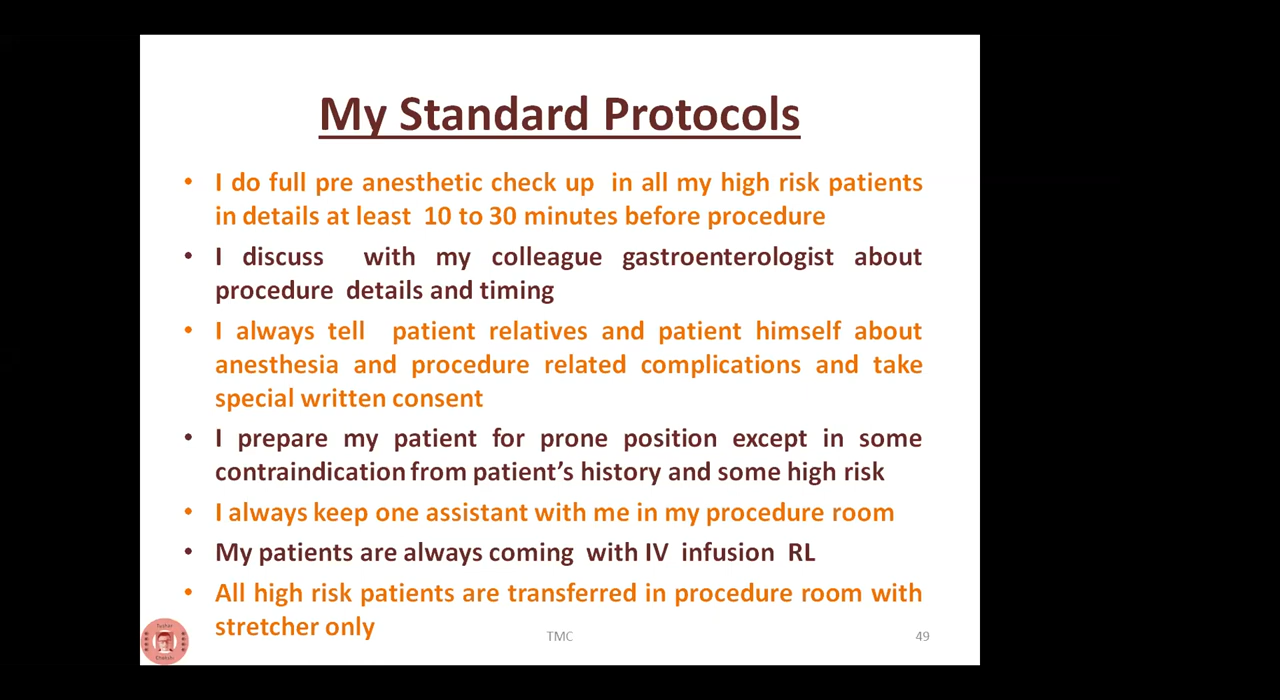 My Standard Protocols
• I do full pre anesthetic check up in all my high risk patients
in details at least 10 to 30 minutes before procedure
• I discuss with my colleague gastroenterologist about
procedure details and timing
• I always tell patient relatives and patient himself about
anesthesia and procedure related complications and take
special written consent
• I prepare my patient for prone position except in some
contraindication from patient’s history and some high risk
• I always keep one assistant with me in my procedure room
• My patients are always coming with IV infusion RL
• All high risk patients are transferred in procedure room with
stretcher only
Tushar
TMC
49